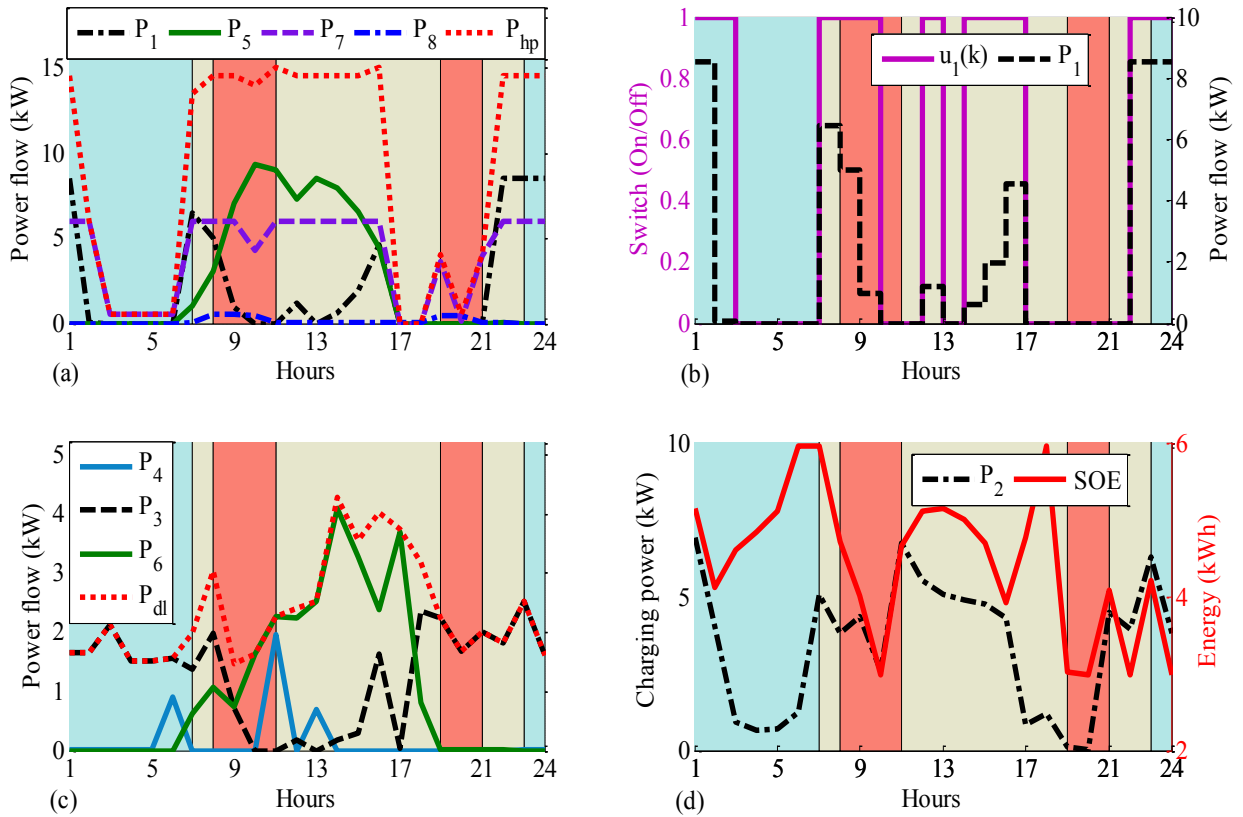 P1 P5 P7 P8 Php
Power flow (kW)
15
10
5
0
1 5 9 13 17 21 24
(a) Hours
u1(k) P1
Switch (On/Off)
1
0.8
0.6
0.4
0.2
0
10
8
6
4
2
0
Power flow (kW)
1 5 9 13 17 21 24
(b) Hours
P4
P3
P6
Pdl
Power flow (kW)
5
4
3
2
1
0
1 5 9 13 17 21 24
(c) Hours
P2 SOE
Charging power (kW)
10
5
0
6
4
2
Energy (kWh)
1 5 9 13 17 21 24
(d) Hours